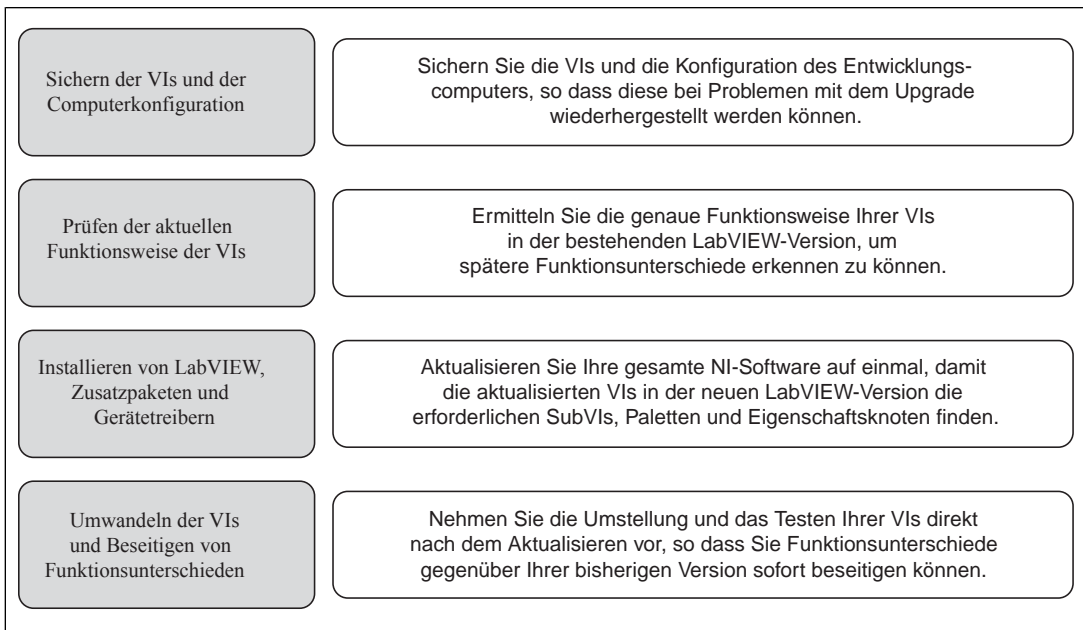 Sichern der VIs und der
Computerkonfiguration
Sichern Sie die VIs und die Konfiguration des Entwicklungs-
computers, so dass diese bei Problemen mit dem Upgrade
wiederhergestellt werden können.
Prüfen der aktuellen
Funktionsweise der VIs
Ermitteln Sie die genaue Funktionsweise Ihrer VIs
in der bestehenden LabVIEW-Version, um
spätere Funktionsunterschiede erkennen zu können.
Installieren von LabVIEW,
Zusatzpaketen und
Gerätetreibern
Aktualisieren Sie Ihre gesamte NI-Software auf einmal, damit
die aktualisierten VIs in der neuen LabVIEW-Version die
erforderlichen SubVIs, Paletten und Eigenschaftsknoten finden.
Umwandeln der VIs
und Beseitigen von
Funktionsunterschieden
Nehmen Sie die Umstellung und das Testen Ihrer VIs direkt
nach dem Aktualisieren vor, so dass Sie Funktionsunterschiede
gegenüber Ihrer bisherigen Version sofort beseitigen können.